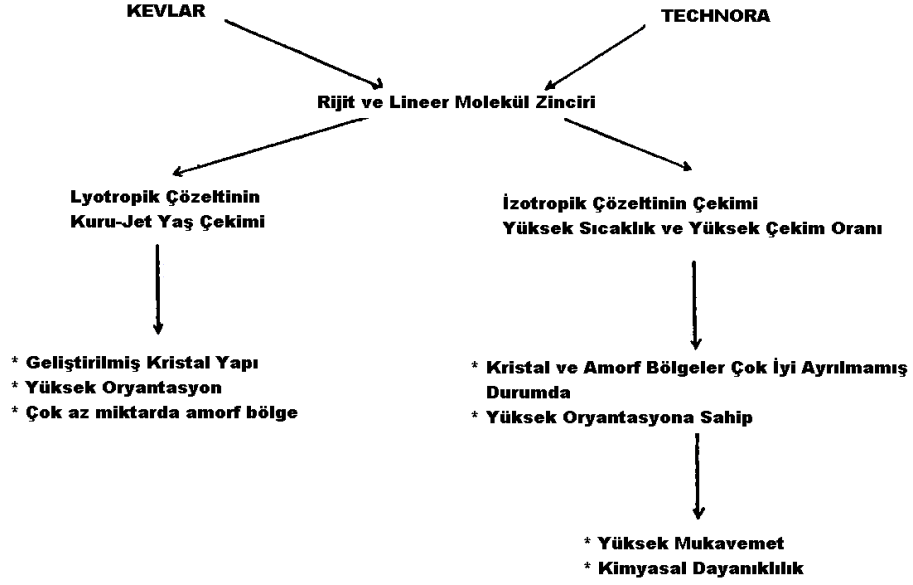 KEVLAR
TECHNORA
Rijit ve Lineer Molekül Zinciri
Lyotropik Çözeltinin
Kuru-Jet Yaş Çekimi
İzotropik Çözeltinin Çekimi
Yüksek Sıcaklık ve Yüksek Çekim Oranı
* Geliştirilmiş Kristal Yapı
* Yüksek Oryantasyon
* Çok az miktarda amorf bölge
* Kristal ve Amorf Bölgeler Çok İyi Ayrılmamış
Durumda
* Yüksek Oryantasyona Sahip
* Yüksek Mukavemet
* Kimyasal Dayanıklılık